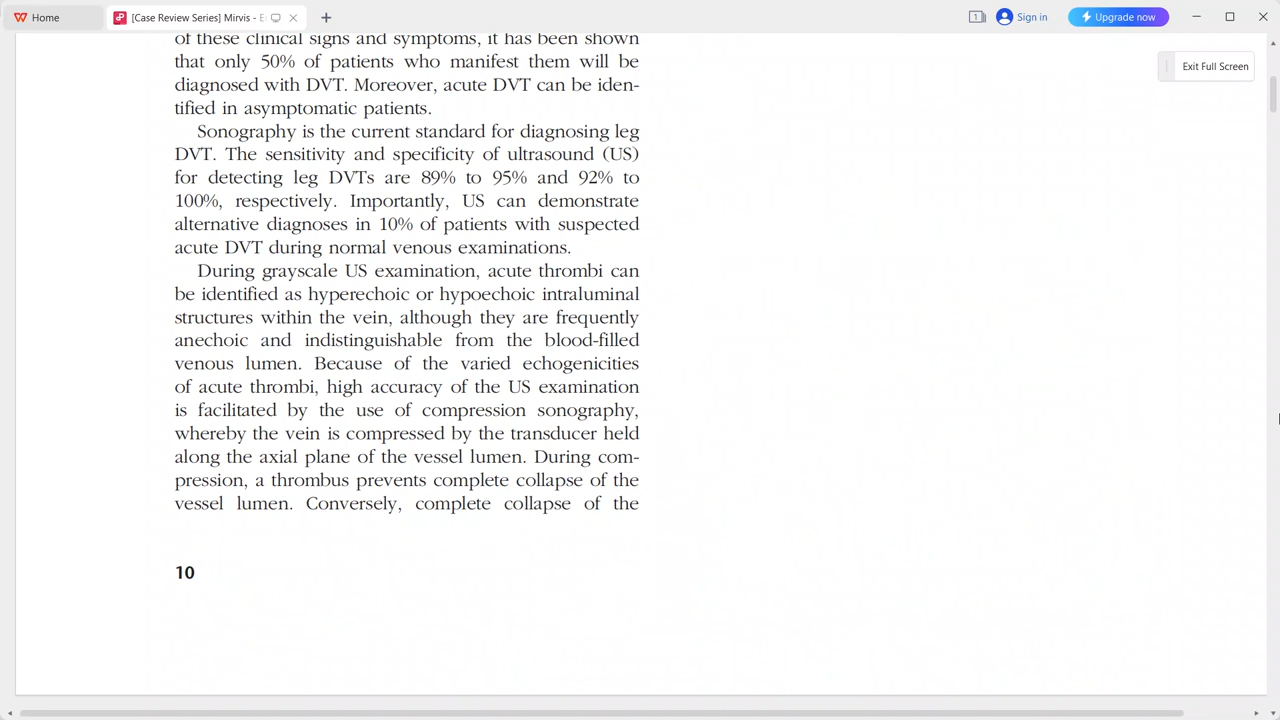 Home
[Case Review Series] Mirvis - E
1
Sign in
Upgrade now
Exit Full Screen
of these clinical signs and symptoms, it has been shown
that only 50% of patients who manifest them will be
diagnosed with DVT. Moreover, acute DVT can be iden-
tified in asymptomatic patients.
Sonography is the current standard for diagnosing leg
DVT. The sensitivity and specificity of ultrasound (US)
for detecting leg DVTs are 89% to 95% and 92% to
100%, respectively. Importantly, US can demonstrate
alternative diagnoses in 10% of patients with suspected
acute DVT during normal venous examinations.
During grayscale US examination, acute thrombi can
be identified as hyperechoic or hypoechoic intraluminal
structures within the vein, although they are frequently
anechoic and indistinguishable from the blood-filled
venous lumen. Because of the varied echogenicities
of acute thrombi, high accuracy of the US examination
is facilitated by the use of compression sonography,
whereby the vein is compressed by the transducer held
along the axial plane of the vessel lumen. During com-
pression, a thrombus prevents complete collapse of the
vessel lumen. Conversely, complete collapse of the
10